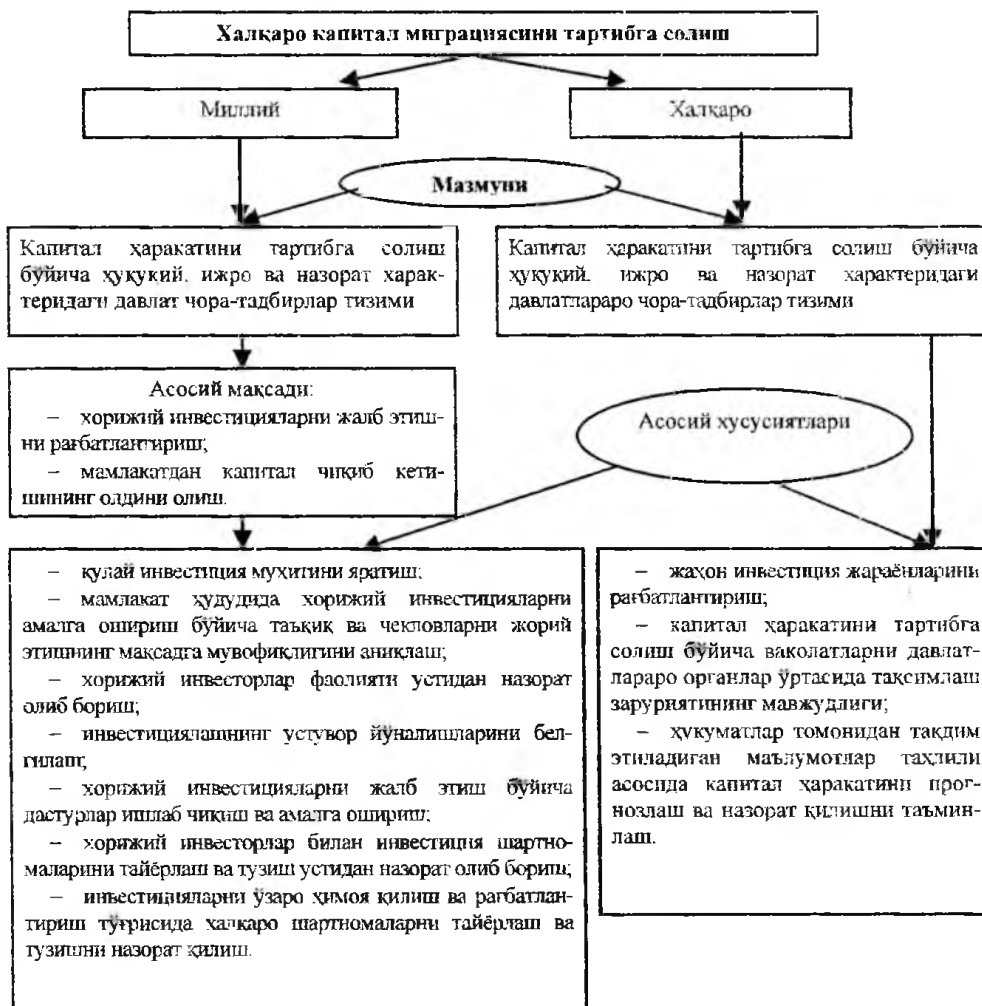 Халқаро капитал миграциясини тартибга солиш
Миллий
Халқаро
Мазмуни
Капитал ҳаракатини тартибга солиш
бўйича ҳуқуқий, ижро ва назорат харак-
теридаги давлат чора-тадбирлар тизими
Капитал ҳаракатини тартибга солиш бўйича
ҳуқуқий, ижро ва назорат характеридаги
давлатлараро чора-тадбирлар тизими
Асосий мақсади:
– хорижий инвестицияларни жалб этиш-
ни рағбатлантириш;
– мамлакатдан капитал чиқиб кети-
шининг олдини олиш.
Асосий хусусиятлари
– қулай инвестиция муҳитини яратиш;
– мамлакат ҳудудида хорижий инвестицияларни
амалга ошириш бўйича таъқиқ ва чекловларни жорий
этишнинг мақсадга мувофиқлигини аниқлаш;
– хорижий инвесторлар фаолияти устидан назорат
олиб бориш;
– инвестициялашнинг устувор йўналишларини бел-
гилаш;
– хорижий инвестицияларни жалб этиш бўйича
дастурлар ишлаб чиқиш ва амалга ошириш;
– хорижий инвесторлар билан инвестиция шартно-
маларини тайёрлаш ва тузиш устидан назорат олиб бориш;
– инвестицияларни ўзаро ҳимоя қилиш ва рағбатлан-
тириш тўғрисида халқаро шартномаларни тайёрлаш ва
тузишни назорат қилиш.
– жаҳон инвестиция жараёнларини
рағбатлантириш;
– капитал ҳаракатини тартибга
солиш бўйича ваколатларни давлат-
лараро органлар ўртасида тақсимлаш
заруриятининг мавжудлиги;
– ҳукуматлар томонидан тақдим
этиладиган маълумотлар таҳлили
асосида капитал ҳаракатини прог-
нозлаш ва назорат қилишни таъмин-
лаш.